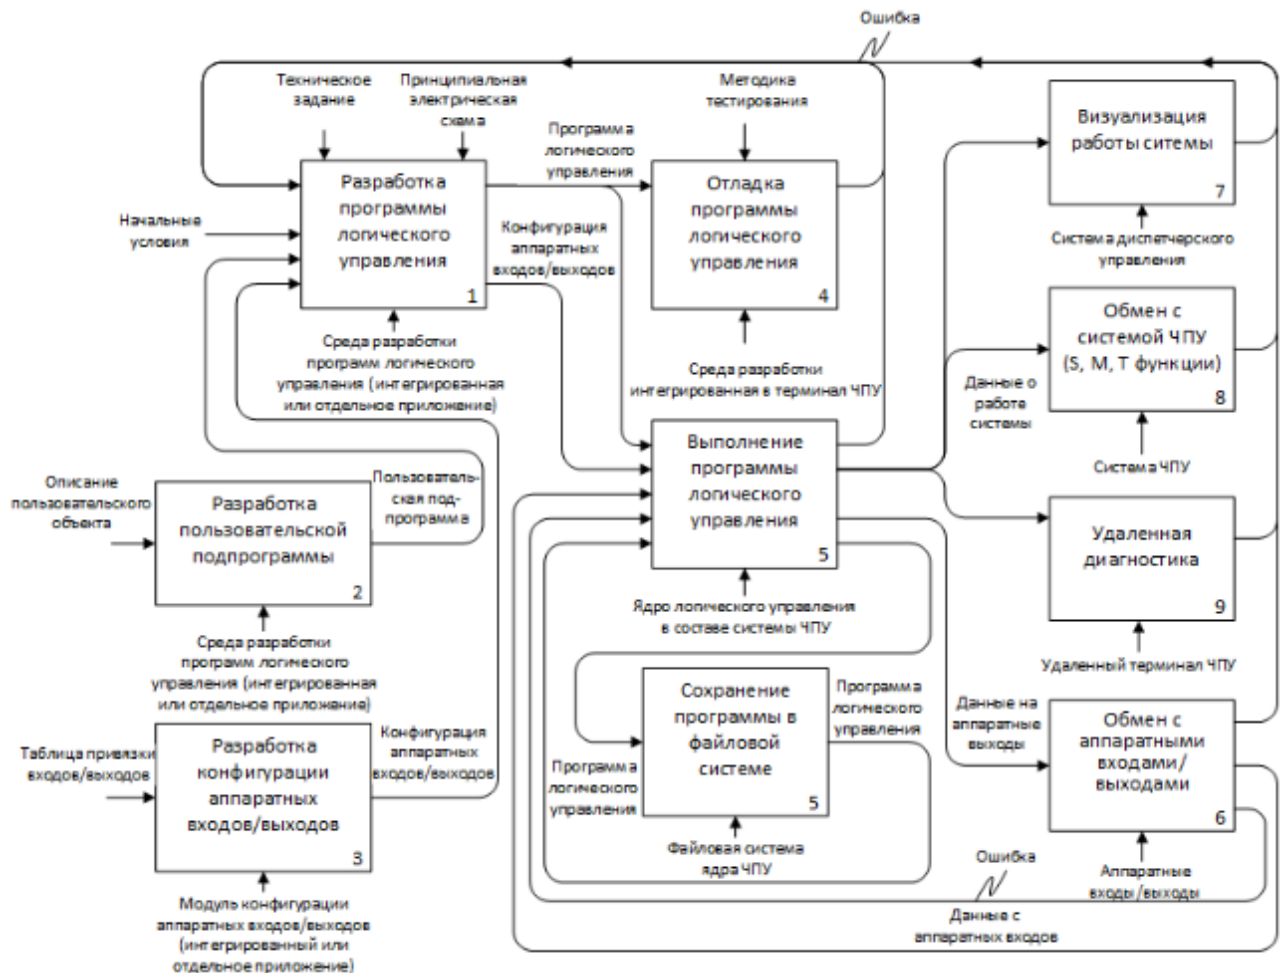 Ошибка
Техническое
задание
Принципиальная
электрическая
схема
Методика
тестирования
Программа
логического
управления
Разработка
программы
логического
управления
1
Отладка
программы
логического
управления
4
Визуализация
работы ситемы
7
Начальные
условия
Конфигурация
аппаратных
входов/выходов
Система диспетчерского
управления
Среда разработки
программ логического
управления (интегрированная
или отдельное приложение)
Среда разработки
интегрированная в терминал ЧПУ
Обмен с
системой ЧПУ
(S, M, T функции)
8
Данные о
работе
системы
Система ЧПУ
Выполнение
программы
логического
управления
5
Описание
пользовательского
объекта
Разработка
пользовательской
подпрограммы
2
Пользователь-
ская под-
программа
Удаленная
диагностика
9
Ядро логического управления
в составе системы ЧПУ
Среда разработки
программ логического
управления (интегрированная
или отдельное приложение)
Удаленный терминал ЧПУ
Сохранение
программы в
файловой
системе
5
Программа
логического
управления
Данные на
аппаратные
выходы
Обмен с
аппаратными
входами/
выходами
6
Таблица привязки
входов/выходов
Разработка
конфигурации
аппаратных
входов/выходов
3
Конфигурация
аппаратных
входов/выходов
Программа
логического
управления
Файловая система
ядра ЧПУ
Ошибка
Аппаратные
входы/выходы
Модуль конфигурации
аппаратных входов/выходов
(интегрированный или
отдельное приложение)
Данные с
аппаратных входов